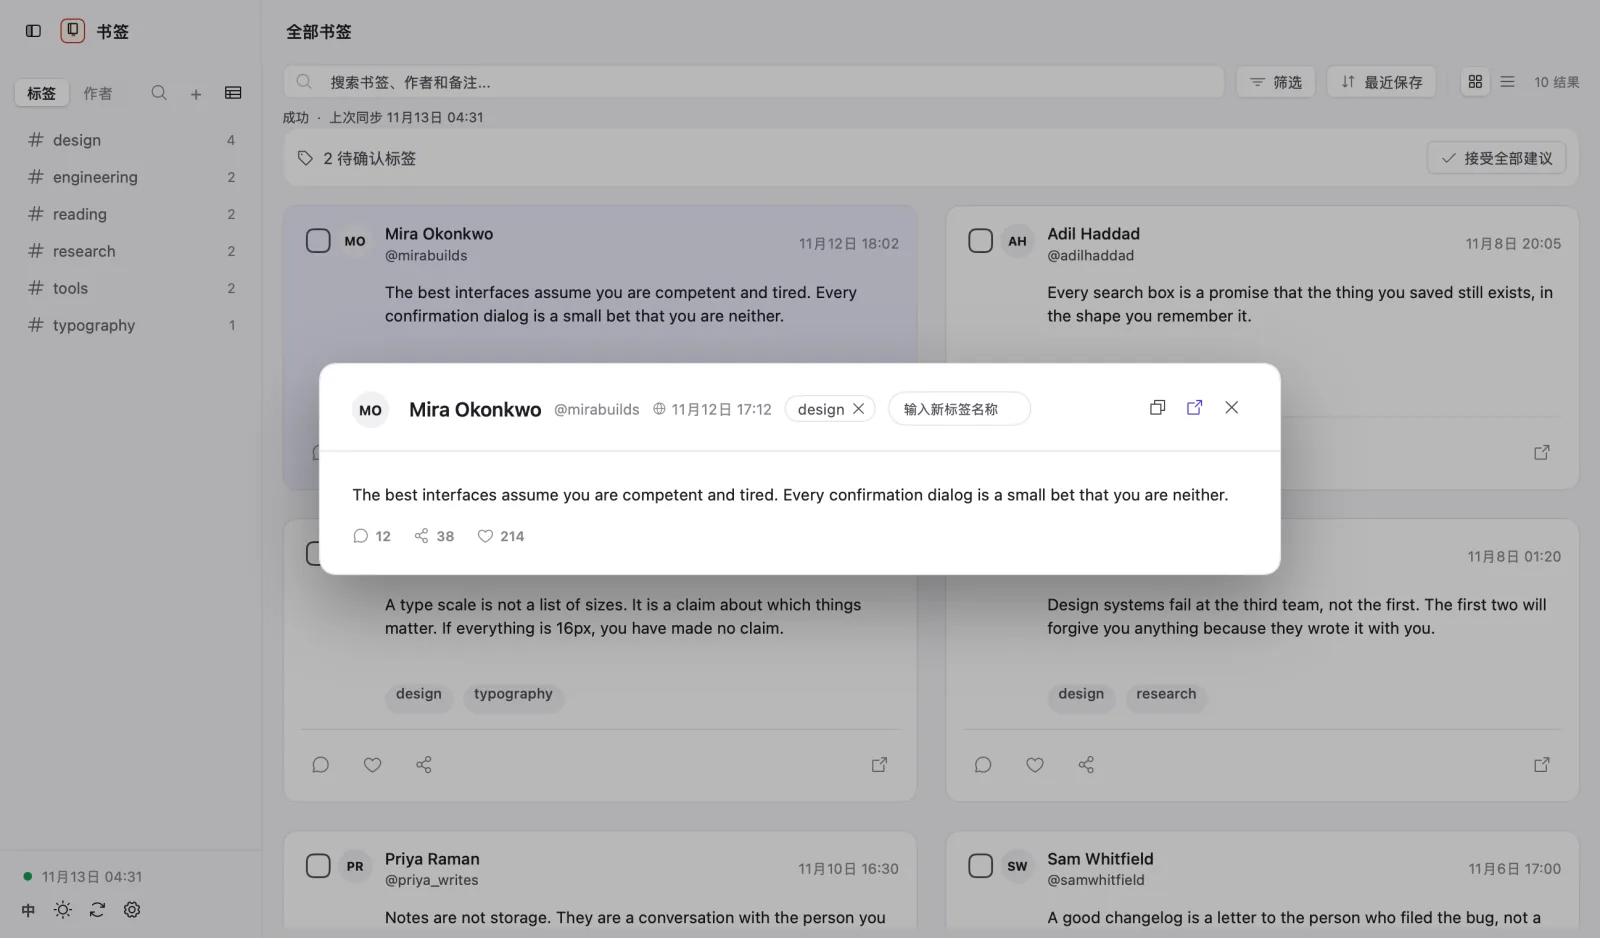 书签
标签
作者
design 4
engineering 2
reading 2
research 2
tools 2
typography 1
11月13日 04:31
中
全部书签
搜索书签、作者和备注...
筛选
最近保存
10 结果
成功 · 上次同步 11月13日 04:31
2 待确认标签
接受全部建议
MO
Mira Okonkwo
@mirabuilds
11月12日 18:02
The best interfaces assume you are competent and tired. Every
confirmation dialog is a small bet that you are neither.
AH
Adil Haddad
@adilhaddad
11月8日 20:05
Every search box is a promise that the thing you saved still exists, in
the shape you remember it.
MO
Mira Okonkwo
@mirabuilds
11月12日 17:12
design
输入新标签名称
The best interfaces assume you are competent and tired. Every confirmation dialog is a small bet that you are neither.
12
38
214
A type scale is not a list of sizes. It is a claim about which things
matter. If everything is 16px, you have made no claim.
design
typography
11月8日 01:20
Design systems fail at the third team, not the first. The first two will
forgive you anything because they wrote it with you.
design
research
PR
Priya Raman
@priya_writes
11月10日 16:30
Notes are not storage. They are a conversation with the person you
SW
Sam Whitfield
@samwhitfield
11月6日 17:00
A good changelog is a letter to the person who filed the bug, not a